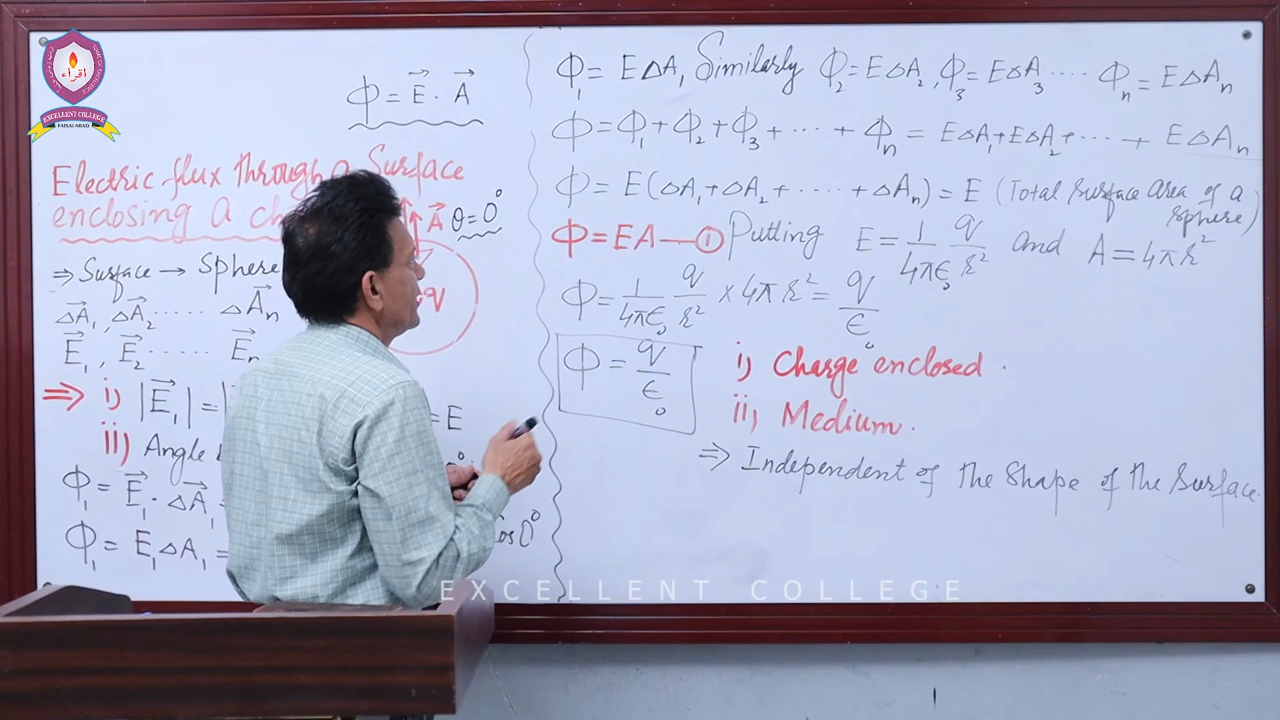 اقراء
EXCELLENT COLLEGE
FAISALABAD
Φ = E⃗ . A⃗
Electric flux through a Surface
enclosing a
A⃗ θ = 0°
⇒ Surface → Sphere
q
ΔA⃗₁, ΔA⃗₂ ..... ΔA⃗n
E⃗₁, E⃗₂ ...... E⃗n
⇒ i) |E⃗₁| = = E
ii) Angle
Φ₁ = E⃗₁ . ΔA⃗₁ =
Φ₁ = E₁ΔA₁ = Cos 0°
Φ₁ = EΔA₁ Similarly Φ₂ = EΔA₂, Φ₃ = EΔA₃ ..... Φn = EΔAn
Φ = Φ₁ + Φ₂ + Φ₃ + ... + Φn = EΔA₁ + EΔA₂ + ..... + EΔAn
Φ = E(ΔA₁ + ΔA₂ + ..... + ΔAn) = E (Total Surface area of a
Sphere)
Φ = EA — ① Putting E = 1/4πϵ₀ q/r² and A = 4πr²
Φ = 1/4πϵ₀ q/r² × 4πr² = q/ϵ₀
Φ = q/ϵ₀
i) Charge enclosed .
ii) Medium .
⇒ Independent of the Shape of the Surface.
EXCELLENT COLLEGE